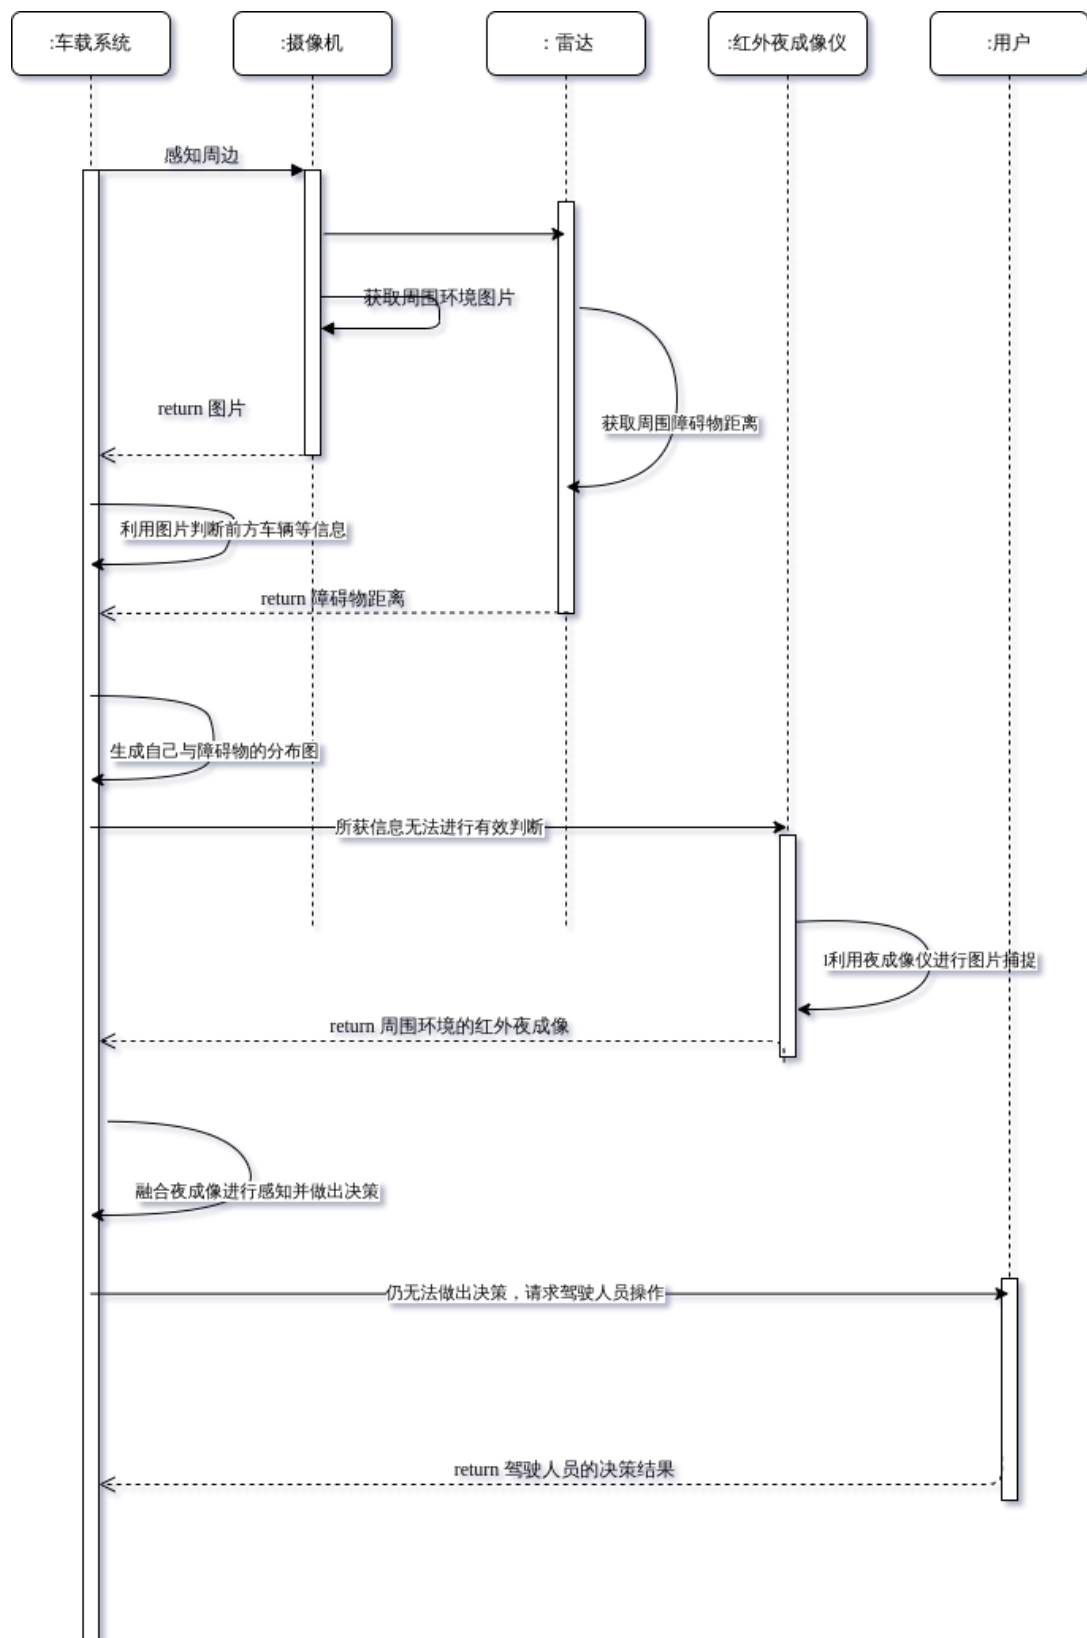 :车载系统
:摄像机
：雷达
:红外夜成像仪
:用户
感知周边
获取周围环境图片
return 图片
获取周围障碍物距离
利用图片判断前方车辆等信息
return 障碍物距离
生成自己与障碍物的分布图
所获信息无法进行有效判断
l利用夜成像仪进行图片捕捉
return 周围环境的红外夜成像
融合夜成像进行感知并做出决策
仍无法做出决策，请求驾驶人员操作
return 驾驶人员的决策结果